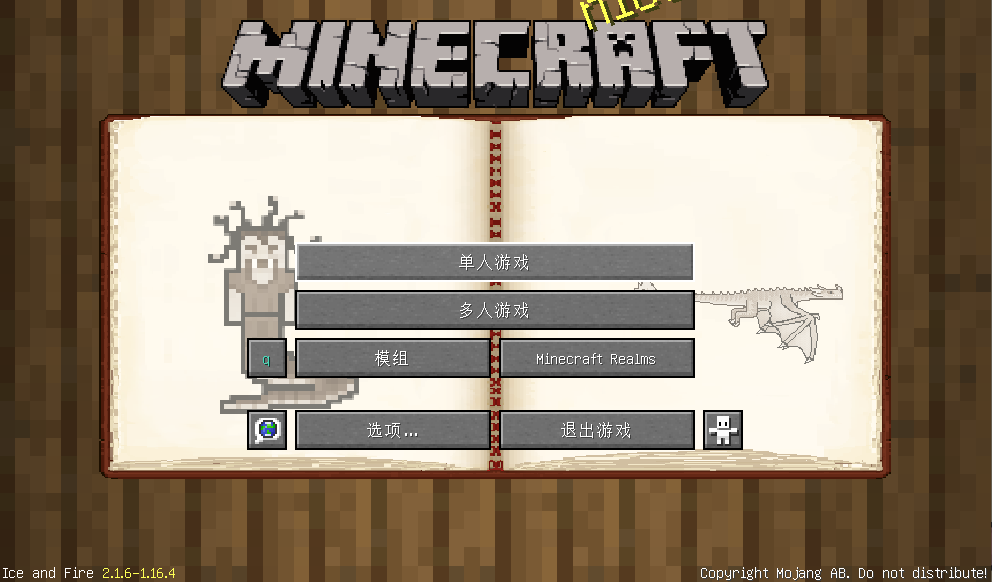 MINECRAFT
单人游戏
多人游戏
q
模组
Minecraft Realms
选项...
退出游戏
Ice and Fire 2.1.6-1.16.4
Copyright Mojang AB. Do not distribute!